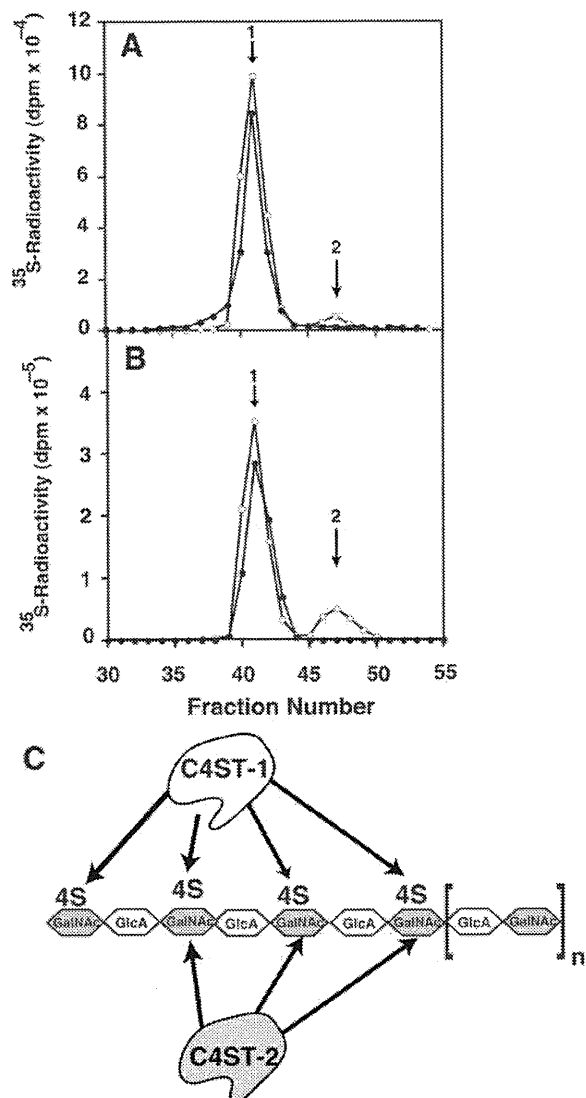 A
12
10
8
6
4
2
0
35S-Radioactivity (dpm x 10–4)
1
2
B
4
3
2
1
0
35S-Radioactivity (dpm x 10–5)
1
2
30 35 40 45 50 55
Fraction Number
C
C4ST-1
4S 4S 4S 4S
GalNAc GlcA GalNAc GlcA GalNAc GlcA GalNAc [ GlcA GalNAc ] n
C4ST-2